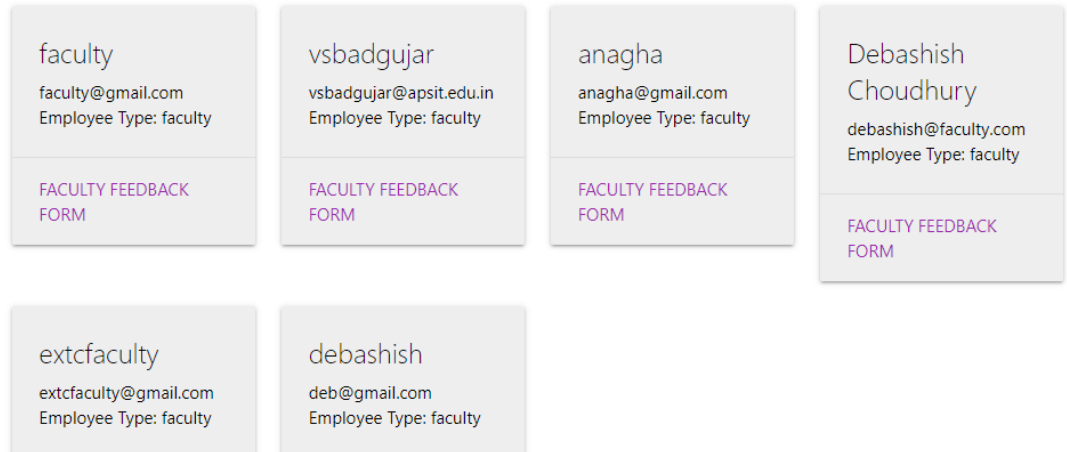 faculty
faculty@gmail.com
Employee Type: faculty
FACULTY FEEDBACK
FORM
vsbadgujar
vsbadgujar@apsit.edu.in
Employee Type: faculty
FACULTY FEEDBACK
FORM
anagha
anagha@gmail.com
Employee Type: faculty
FACULTY FEEDBACK
FORM
Debashish
Choudhury
debashish@faculty.com
Employee Type: faculty
FACULTY FEEDBACK
FORM
extcfaculty
extcfaculty@gmail.com
Employee Type: faculty
debashish
deb@gmail.com
Employee Type: faculty